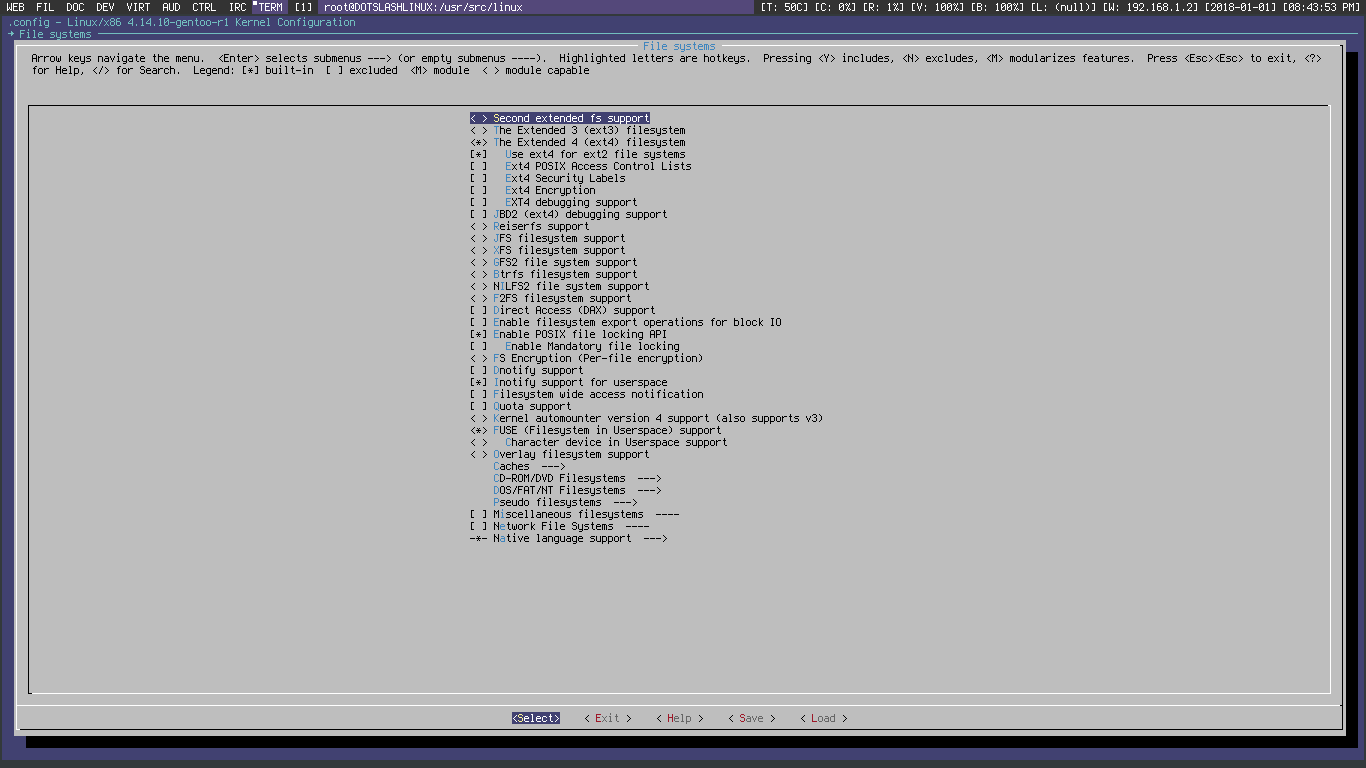 WEB FIL DOC DEV VIRT AUD CTRL IRC TERM [1] root@DOTSLASHLINUX:/usr/src/linux [T: 50C] [C: 0%] [R: 1%] [V: 100%] [B: 100%] [L: (null)] [W: 192.168.1.2] [2018-01-01] [08:43:53 PM]
.config - Linux/x86 4.14.10-gentoo-r1 Kernel Configuration
→ File systems
File systems
Arrow keys navigate the menu. <Enter> selects submenus ---> (or empty submenus ----). Highlighted letters are hotkeys. Pressing <Y> includes, <N> excludes, <M> modularizes features. Press <Esc><Esc> to exit, <?>
for Help, </> for Search. Legend: [*] built-in [ ] excluded <M> module < > module capable
< > Second extended fs support
< > The Extended 3 (ext3) filesystem
<*> The Extended 4 (ext4) filesystem
[*] Use ext4 for ext2 file systems
[ ] Ext4 POSIX Access Control Lists
[ ] Ext4 Security Labels
[ ] Ext4 Encryption
[ ] EXT4 debugging support
[ ] JBD2 (ext4) debugging support
< > Reiserfs support
< > JFS filesystem support
< > XFS filesystem support
< > GFS2 file system support
< > Btrfs filesystem support
< > NILFS2 file system support
< > F2FS filesystem support
[ ] Direct Access (DAX) support
[ ] Enable filesystem export operations for block IO
[*] Enable POSIX file locking API
[ ] Enable Mandatory file locking
< > FS Encryption (Per-file encryption)
[ ] Dnotify support
[*] Inotify support for userspace
[ ] Filesystem wide access notification
[ ] Quota support
< > Kernel automounter version 4 support (also supports v3)
<*> FUSE (Filesystem in Userspace) support
< > Character device in Userspace support
< > Overlay filesystem support
Caches --->
CD-ROM/DVD Filesystems --->
DOS/FAT/NT Filesystems --->
Pseudo filesystems --->
[ ] Miscellaneous filesystems ----
[ ] Network File Systems ----
-*- Native language support --->
<Select> < Exit > < Help > < Save > < Load >